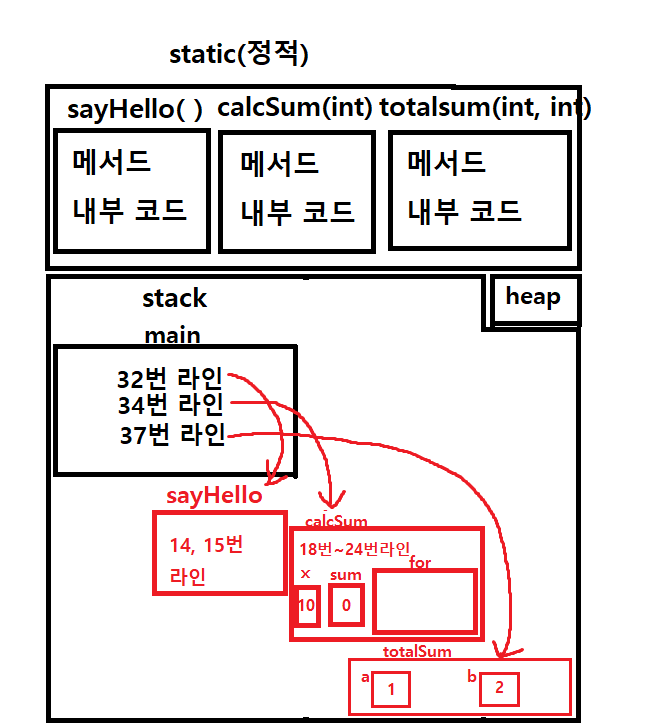 static(정적)
sayHello( ) calcSum(int) totalsum(int, int)
메서드 메서드 메서드
내부 코드 내부 코드 내부 코드
stack heap
main
32번 라인
34번 라인
37번 라인
sayHello
14, 15번
라인
calcSum
18번~24번라인
for
x sum
10 0
totalSum
a 1 b 2